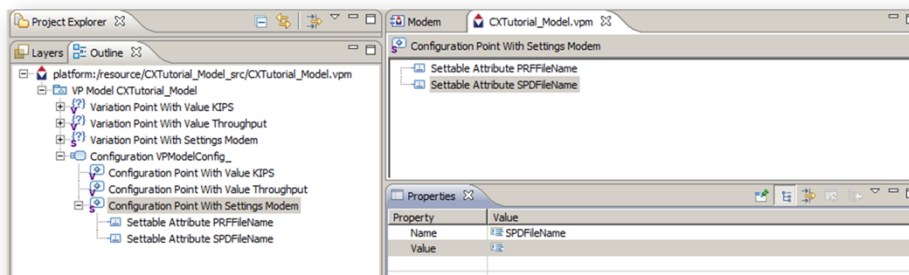 Project Explorer
Layers
Outline
platform:/resource/CXTutorial_Model_src/CXTutorial_Model.vpm
VP Model CXTutorial_Model
Variation Point With Value KIPS
Variation Point With Value Throughput
Variation Point With Settings Modem
Configuration VPModelConfig_
Configuration Point With Value KIPS
Configuration Point With Value Throughput
Configuration Point With Settings Modem
Settable Attribute PRFFileName
Settable Attribute SPDFileName
Modem
CXTutorial_Model.vpm
Configuration Point With Settings Modem
Settable Attribute PRFFileName
Settable Attribute SPDFileName
Properties
Property Value
Name SPDFileName
Value